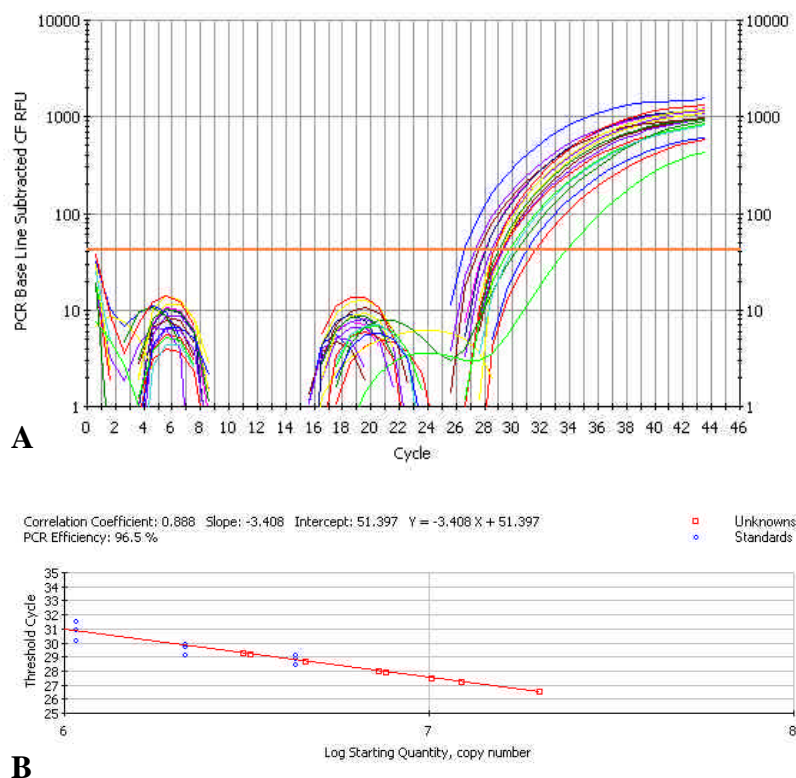 10000 10000
1000 1000
100 100
10 10
1 1
PCR Base Line Subtracted CF RFU
0 2 4 6 8 10 12 14 16 18 20 22 24 26 28 30 32 34 36 38 40 42 44 46
Cycle
A
Correlation Coefficient: 0.888 Slope: -3.408 Intercept: 51.397 Y = -3.408 X + 51.397
PCR Efficiency: 96.5 %
Unknowns
Standards
Threshold Cycle
35
34
33
32
31
30
29
28
27
26
25
6 7 8
Log Starting Quantity, copy number
B